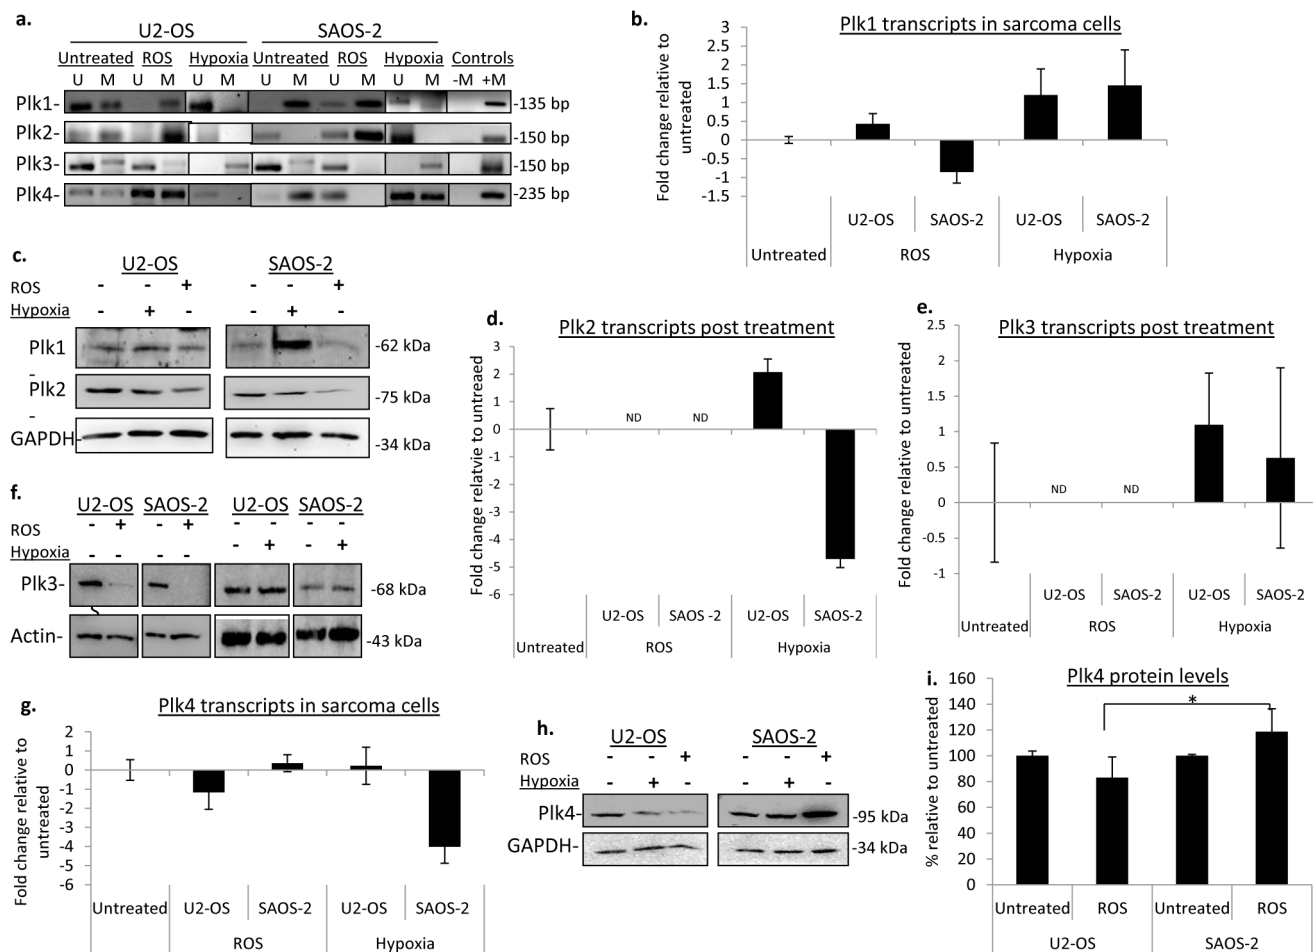 a.
U2-OS SAOS-2
Untreated ROS Hypoxia Untreated ROS Hypoxia Controls
U M U M U M U M U M U M -M +M
Plk1- -135 bp
Plk2- -150 bp
Plk3- -150 bp
Plk4- -235 bp
b.
Plk1 transcripts in sarcoma cells
Fold change relative to
untreated
3
2.5
2
1.5
1
0.5
0
-0.5
-1
-1.5
U2-OS SAOS-2 U2-OS SAOS-2
Untreated ROS Hypoxia
c.
U2-OS SAOS-2
ROS - - + - - +
Hypoxia - + - - + -
Plk1 -62 kDa
-
Plk2 -75 kDa
-
GAPDH- -34 kDa
d.
Plk2 transcripts post treatment
Fold change relatvie to untreaed
3
2
1
0
-1
-2
-3
-4
-5
-6
ND ND
U2-OS SAOS -2 U2-OS SAOS-2
Untreated ROS Hypoxia
e.
Plk3 transcripts post treatment
Fold change relative to untreated
2.5
2
1.5
1
0.5
0
-0.5
-1
ND ND
U2-OS SAOS-2 U2-OS SAOS-2
Untreated ROS Hypoxia
f.
U2-OS SAOS-2 U2-OS SAOS-2
ROS - + - + - - - -
Hypoxia - - - - - + - +
Plk3- -68 kDa
Actin- -43 kDa
g.
Plk4 transcripts in sarcoma cells
Fold change relative to
untreated
2
1
0
-1
-2
-3
-4
-5
-6
U2-OS SAOS-2 U2-OS SAOS-2
Untreated ROS Hypoxia
h.
U2-OS SAOS-2
ROS - - + - - +
Hypoxia - + - - + -
Plk4- -95 kDa
GAPDH- -34 kDa
i.
Plk4 protein levels
% relative to untreated
160
140
120
100
80
60
40
20
0
*
Untreated ROS Untreated ROS
U2-OS SAOS-2